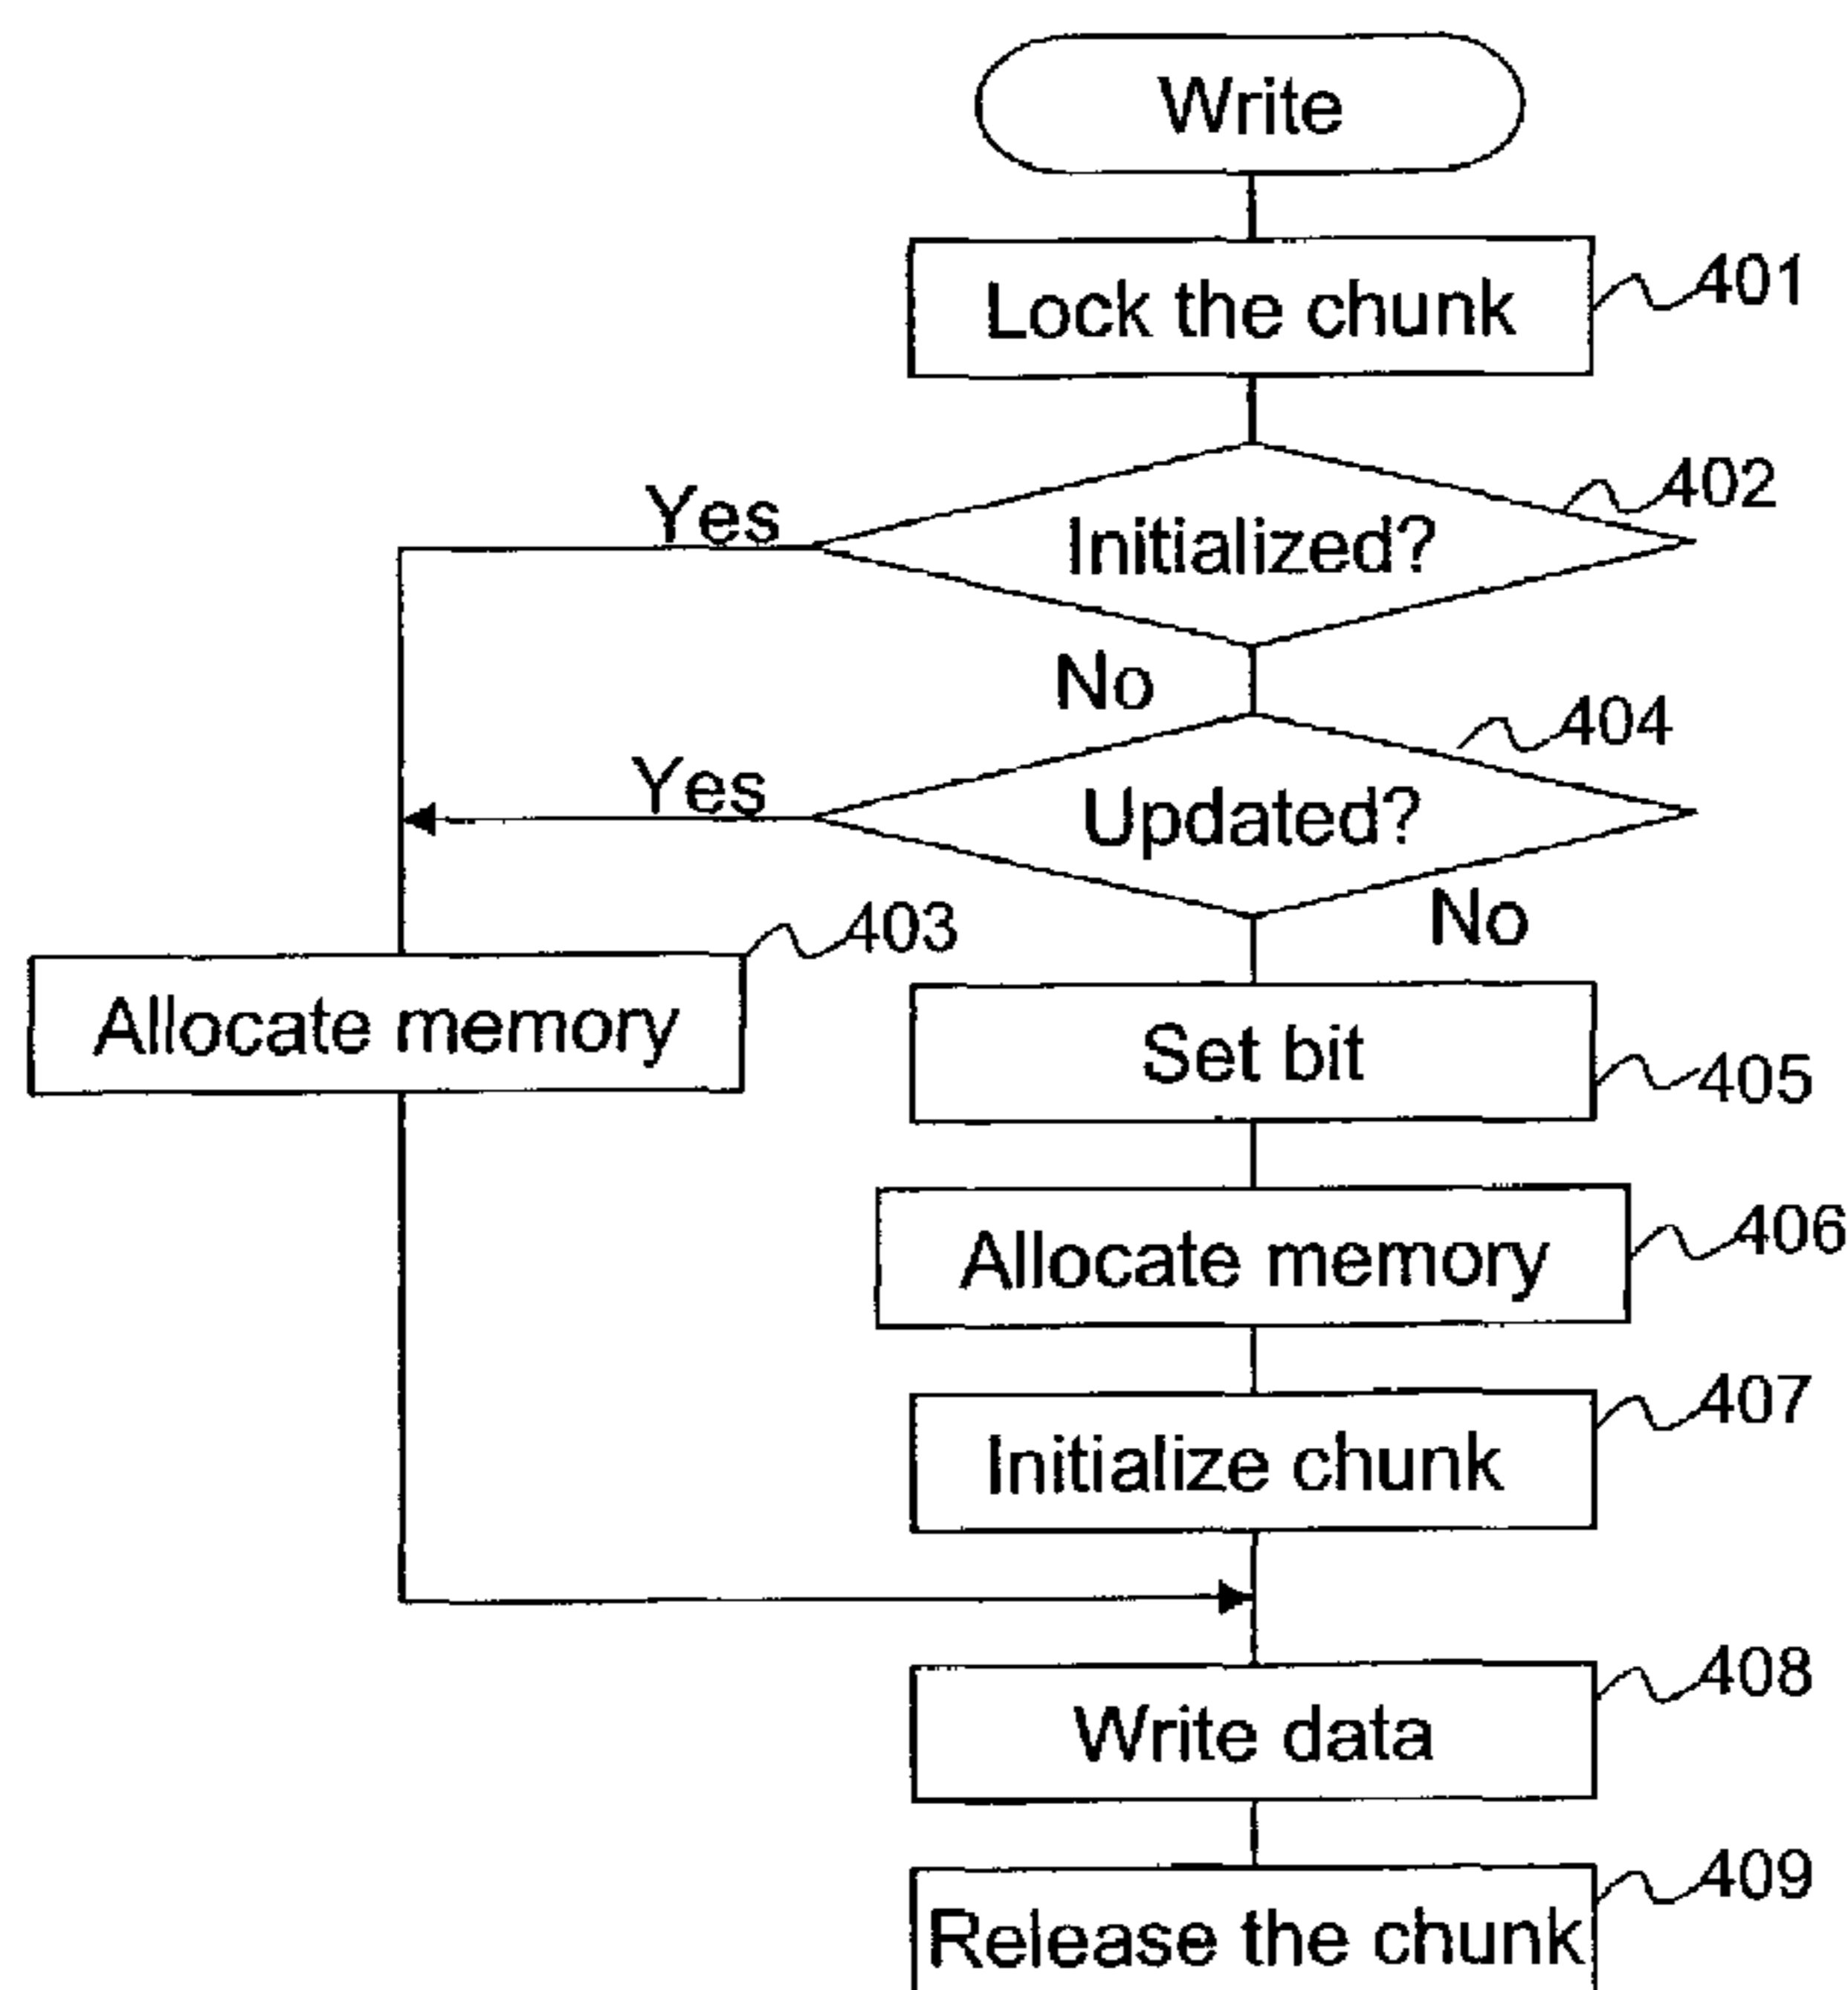 Write
Lock the chunk
401
402
Yes
Initialized?
No
404
Yes
Updated?
No
403
Allocate memory
Set bit
405
Allocate memory
406
Initialize chunk
407
Write data
408
Release the chunk
409